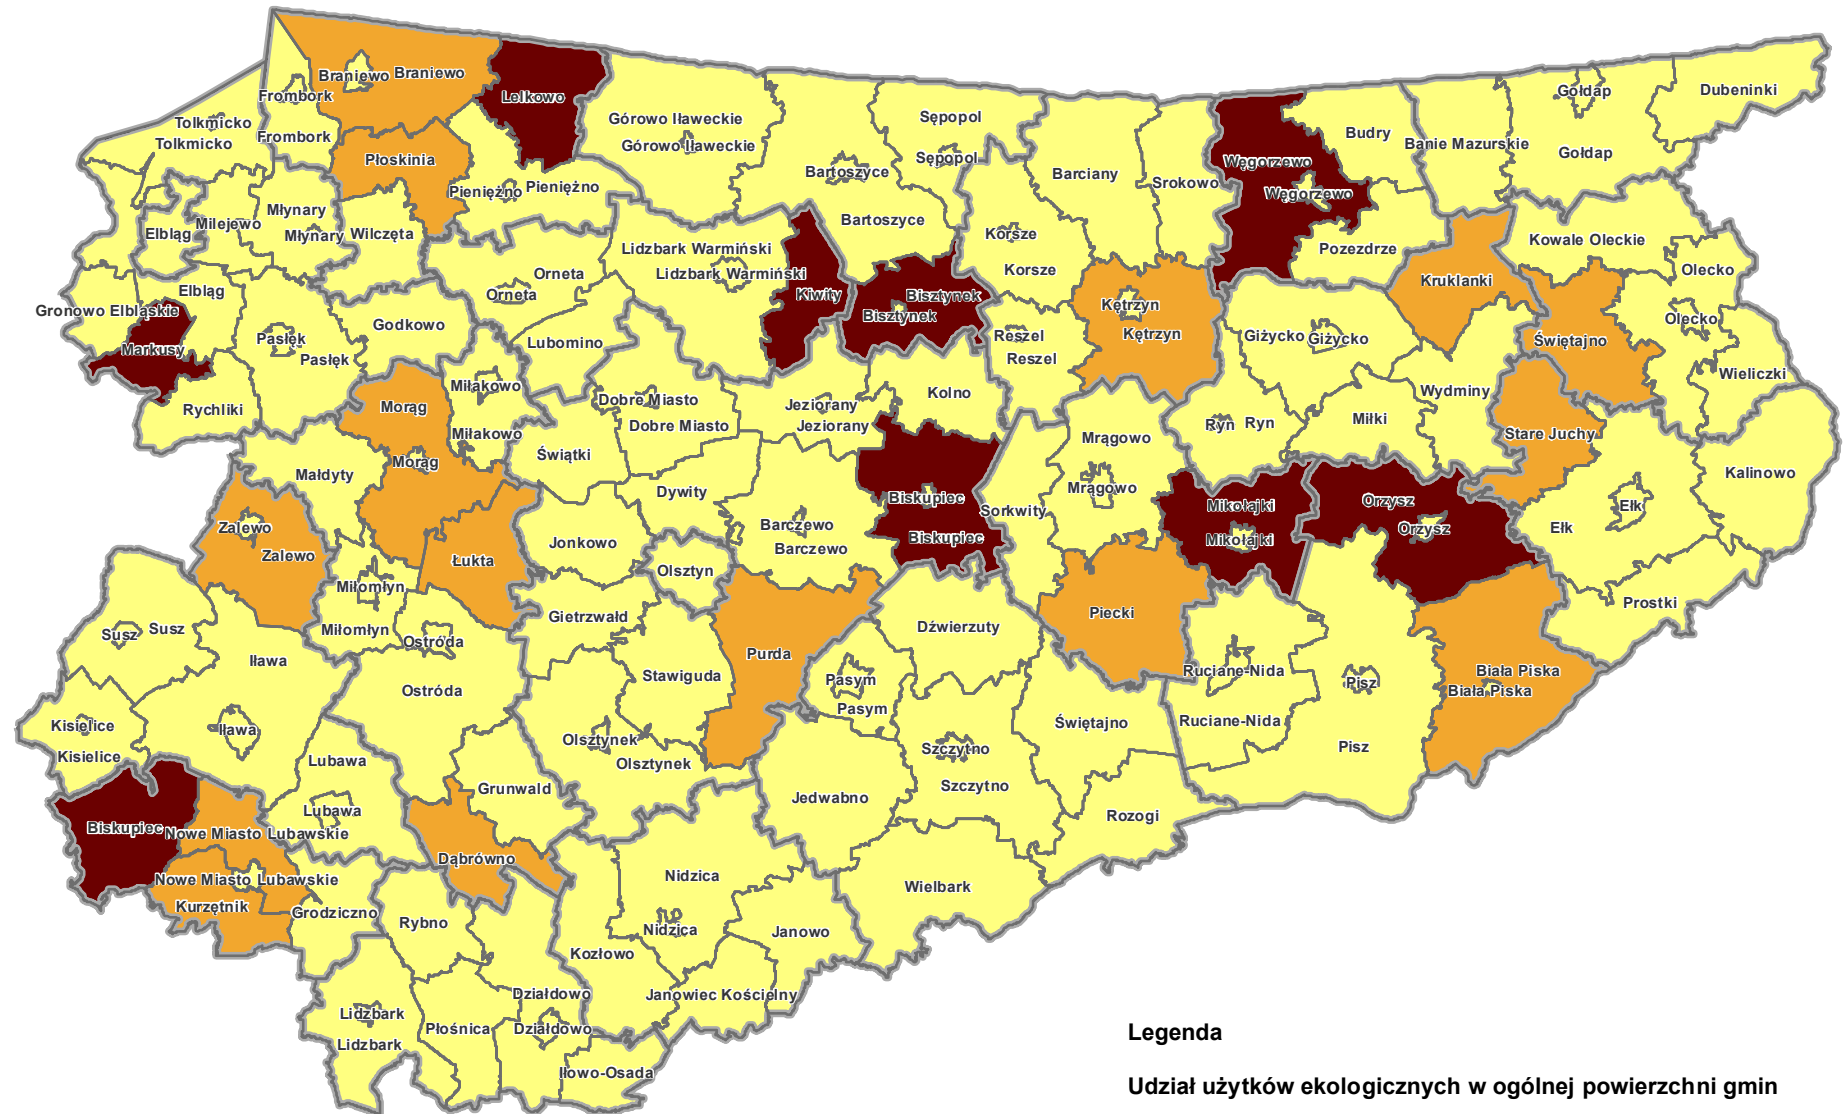 Braniewo Braniewo
Lelkowo
Frombork
Dubeninki
Gołdap
Tolkmicko
Tolkmicko
Frombork
Górowo Iławeckie
Górowo Iławeckie
Sępopol
Sępopol
Budry
Banie Mazurskie
Gołdap
Płoskinia
Pieniężno Pieniężno
Bartoszyce
Bartoszyce
Barciany
Srokowo
Węgorzewo
Węgorzewo
Młynary
Młynary
Milejewo
Elbląg
Wilczęta
Lidzbark Warmiński
Lidzbark Warmiński
Korsze
Korsze
Pozezdrze
Kowale Oleckie
Olecko
Olecko
Orneta
Orneta
Kiwity
Bisztynek
Bisztynek
Kruklanki
Elbląg
Gronowo Elbląskie
Markusy
Pasłęk
Pasłęk
Godkowo
Lubomino
Reszel
Reszel
Kętrzyn
Kętrzyn
Giżycko Giżycko
Świętajno
Wieliczki
Rychliki
Morąg
Morąg
Miłakowo
Miłakowo
Dobre Miasto
Dobre Miasto
Jeziorany
Jeziorany
Kolno
Wydminy
Ryn Ryn
Miłki
Mrągowo
Mrągowo
Stare Juchy
Małdyty
Świątki
Dywity
Biskupiec
Biskupiec
Sorkwity
Mikołajki
Mikołajki
Orzysz
Orzysz
Kalinowo
Ełk
Ełk
Zalewo
Zalewo
Łukta
Jonkowo
Barczewo
Barczewo
Olsztyn
Miłomłyn
Miłomłyn
Gietrzwałd
Piecki
Prostki
Susz Susz
Iława
Iława
Ostróda
Ostróda
Stawiguda
Purda
Dźwierzuty
Pasym
Pasym
Ruciane-Nida
Ruciane-Nida
Pisz
Pisz
Biała Piska
Biała Piska
Kisielice
Kisielice
Olsztynek
Olsztynek
Szczytno
Szczytno
Świętajno
Lubawa
Lubawa
Grunwald
Jedwabno
Rozogi
Biskupiec
Nowe Miasto Lubawskie
Nowe Miasto Lubawskie
Kurzętnik
Dąbrówno
Nidzica
Nidzica
Wielbark
Grodziczno
Rybno
Kozłowo
Janowo
Działdowo
Działdowo
Janowiec Kościelny
Lidzbark
Lidzbark
Płośnica
Iłowo-Osada
Legenda
Udział użytków ekologicznych w ogólnej powierzchni gmin